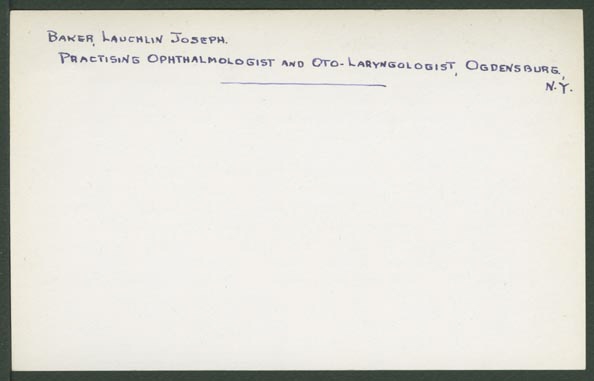 Baker, Lauchlin Joseph.
Practising Ophthalmologist and Oto-Laryngologist, Ogdensburg,
N.Y.